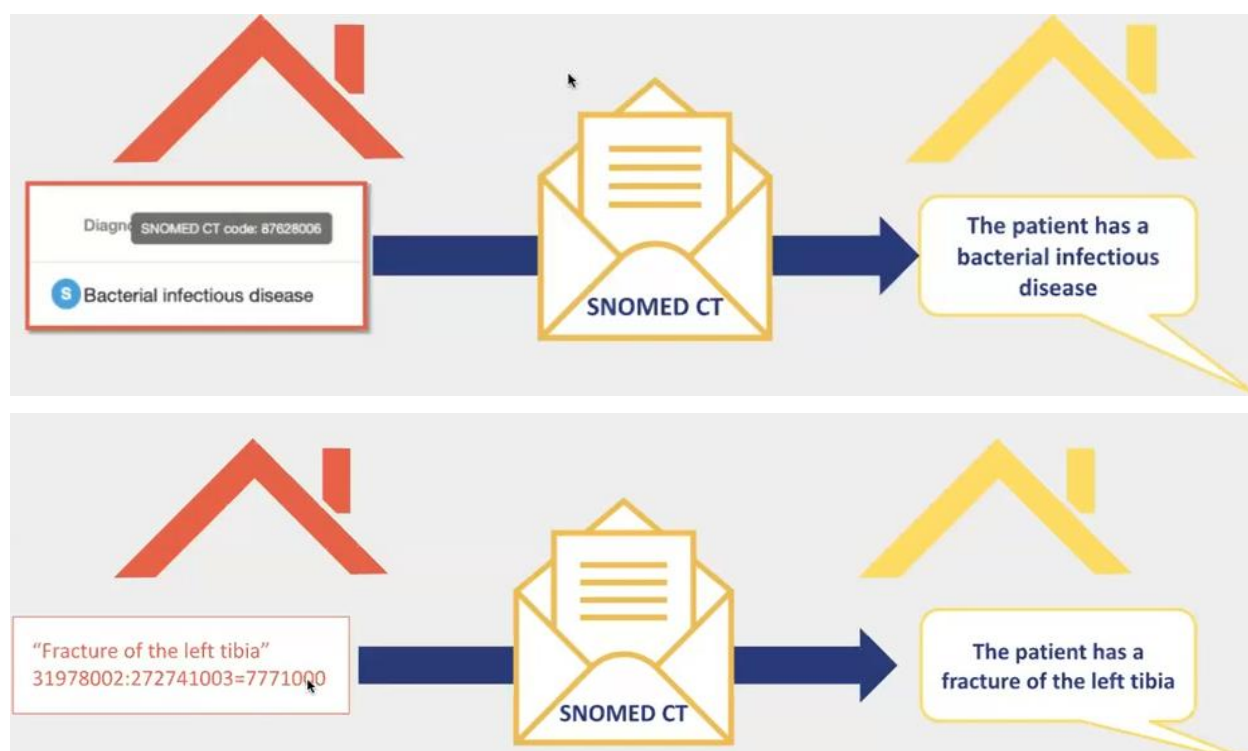 Diagn
SNOMED CT code: 87628006
S
Bacterial infectious disease
SNOMED CT
The patient has a
bacterial infectious
disease
“Fracture of the left tibia”
31978002:272741003=7771000
SNOMED CT
The patient has a
fracture of the left tibia